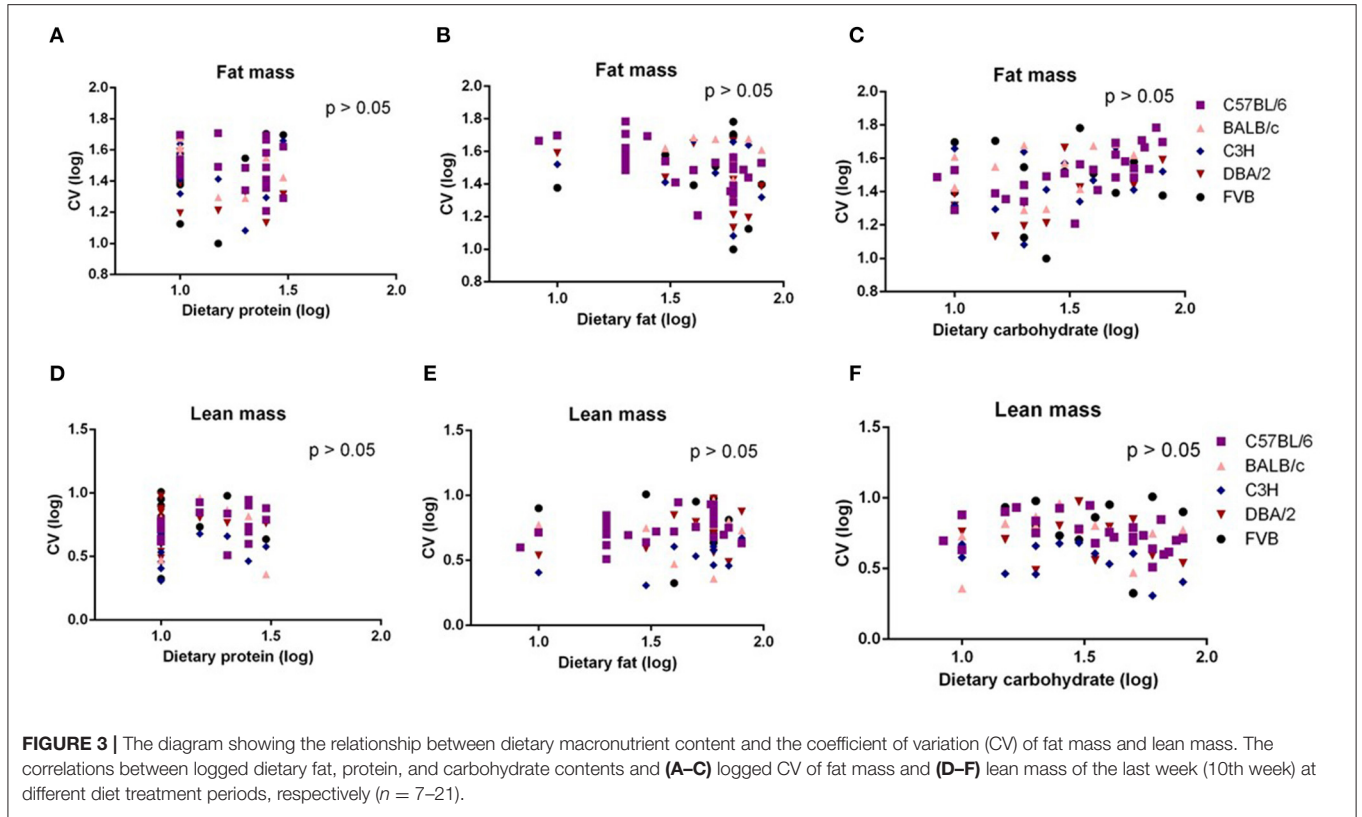 A
Fat mass
p > 0.05
CV (log)
2.0
1.8
1.6
1.4
1.2
1.0
0.8
1.0
1.5
2.0
Dietary protein (log)
B
Fat mass
p > 0.05
CV (log)
2.0
1.8
1.6
1.4
1.2
1.0
0.8
1.0
1.5
2.0
Dietary fat (log)
C
Fat mass
p > 0.05
CV (log)
2.0
1.8
1.6
1.4
1.2
1.0
0.8
1.0
1.5
2.0
Dietary carbohydrate (log)
C57BL/6
BALB/c
C3H
DBA/2
FVB
D
Lean mass
p > 0.05
CV (log)
1.5
1.0
0.5
0.0
1.0
1.5
2.0
Dietary protein (log)
E
Lean mass
p > 0.05
CV (log)
1.5
1.0
0.5
0.0
1.0
1.5
2.0
Dietary fat (log)
F
Lean mass
p > 0.05
CV (log)
1.5
1.0
0.5
0.0
1.0
1.5
2.0
Dietary carbohydrate (log)
C57BL/6
BALB/c
C3H
DBA/2
FVB
FIGURE 3 | The diagram showing the relationship between dietary macronutrient content and the coefficient of variation (CV) of fat mass and lean mass. The
correlations between logged dietary fat, protein, and carbohydrate contents and (A–C) logged CV of fat mass and (D–F) lean mass of the last week (10th week) at
different diet treatment periods, respectively (n = 7–21).